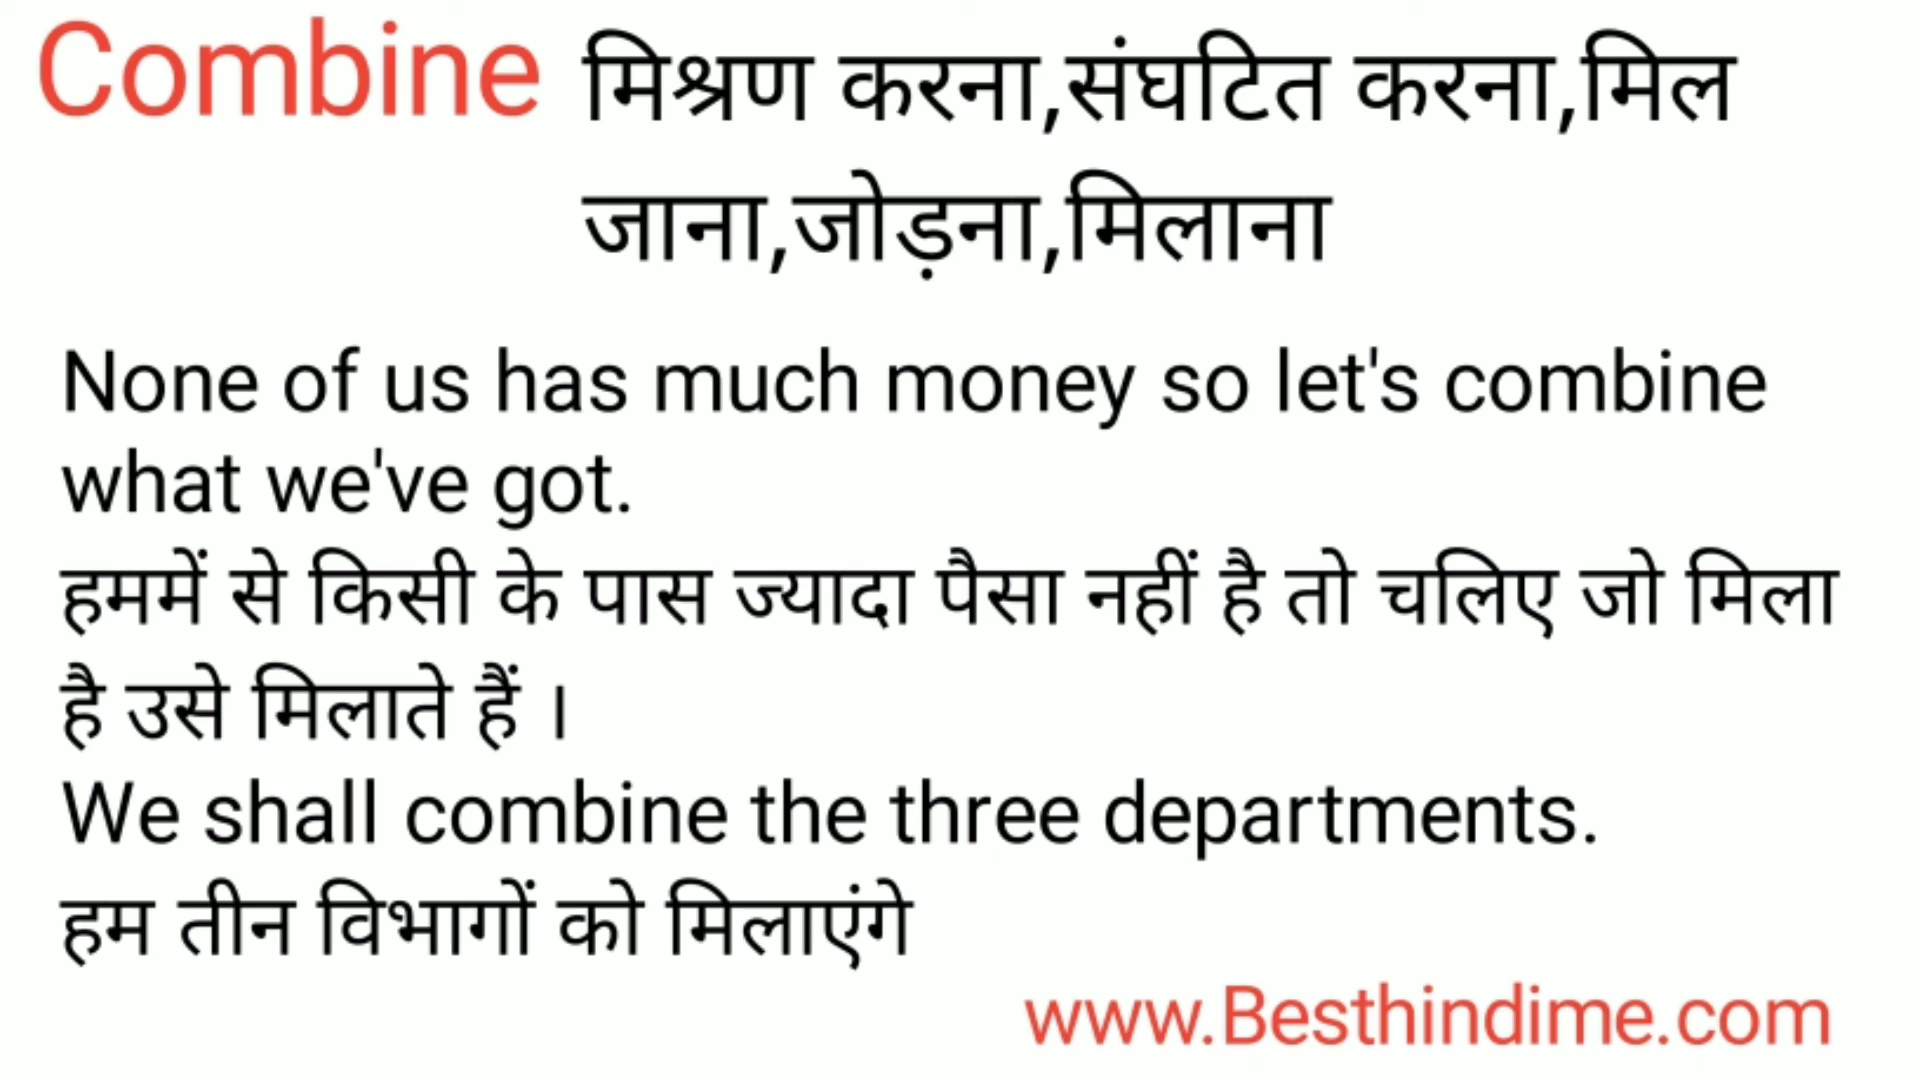 Combine मिश्रण करना,संघटित करना,मिल
जाना,जोड़ना,मिलाना
None of us has much money so let's combine
what we've got.
हममें से किसी के पास ज्यादा पैसा नहीं है तो चलिए जो मिला
है उसे मिलाते हैं ।
We shall combine the three departments.
हम तीन विभागों को मिलाएंगे
www.Besthindime.com